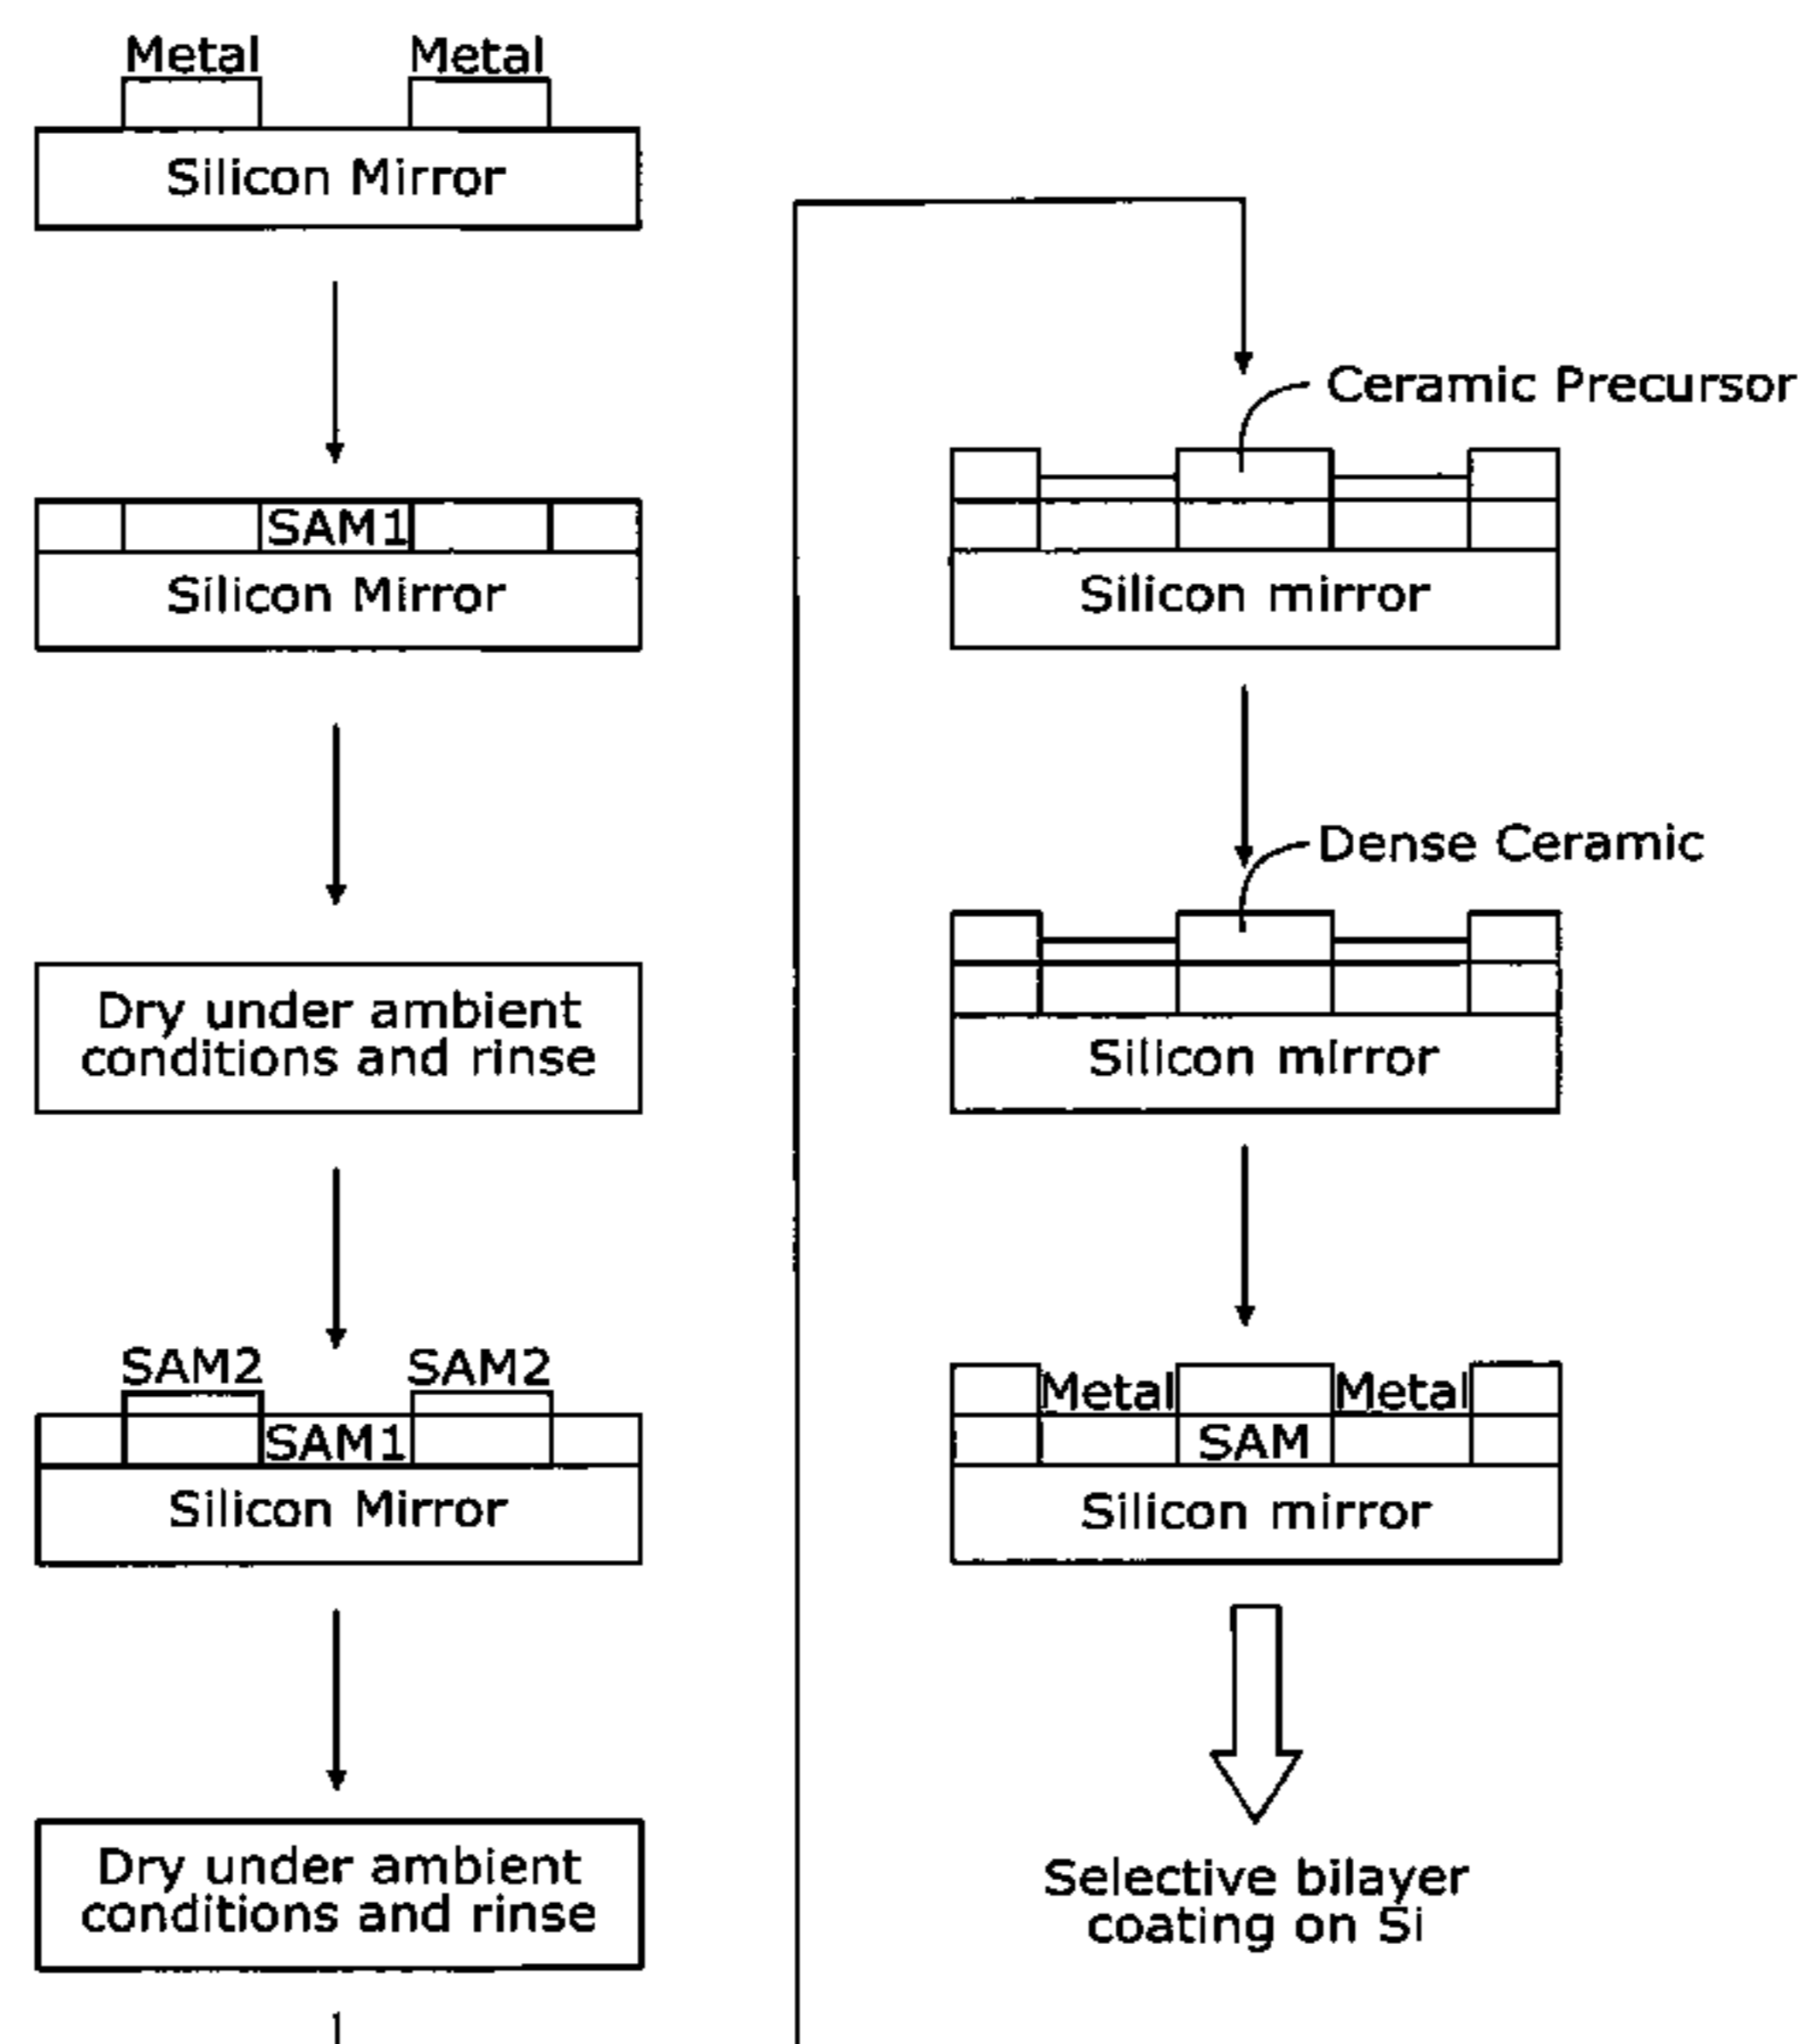 Metal Metal
Silicon Mirror
SAM1
Silicon Mirror
Dry under ambient
conditions and rinse
SAM2 SAM2
SAM1
Silicon Mirror
Dry under ambient
conditions and rinse
Ceramic Precursor
Silicon mirror
Dense Ceramic
Silicon mirror
Metal Metal
SAM
Silicon mirror
Selective bilayer
coating on Si